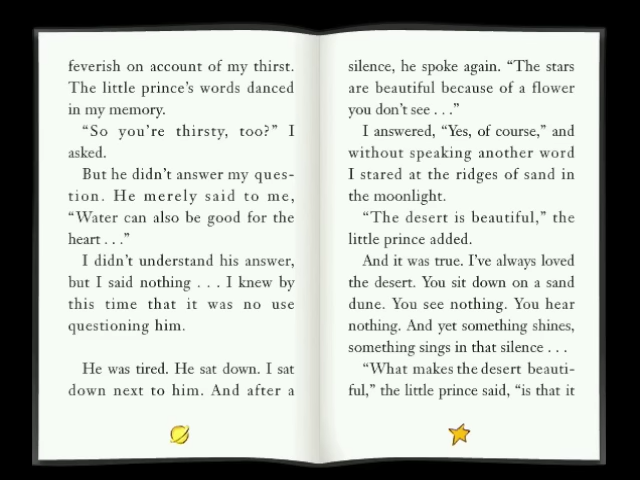 feverish on account of my thirst.
The little prince's words danced
in my memory.
“So you're thirsty, too?” I
asked.
But he didn't answer my ques-
tion. He merely said to me,
“Water can also be good for the
heart . . .”
I didn't understand his answer,
but I said nothing . . . I knew by
this time that it was no use
questioning him.
He was tired. He sat down. I sat
down next to him. And after a
silence, he spoke again. “The stars
are beautiful because of a flower
you don't see . . .”
I answered, “Yes, of course,” and
without speaking another word
I stared at the ridges of sand in
the moonlight.
“The desert is beautiful,” the
little prince added.
And it was true. I've always loved
the desert. You sit down on a sand
dune. You see nothing. You hear
nothing. And yet something shines,
something sings in that silence . . .
“What makes the desert beauti-
ful,” the little prince said, “is that it